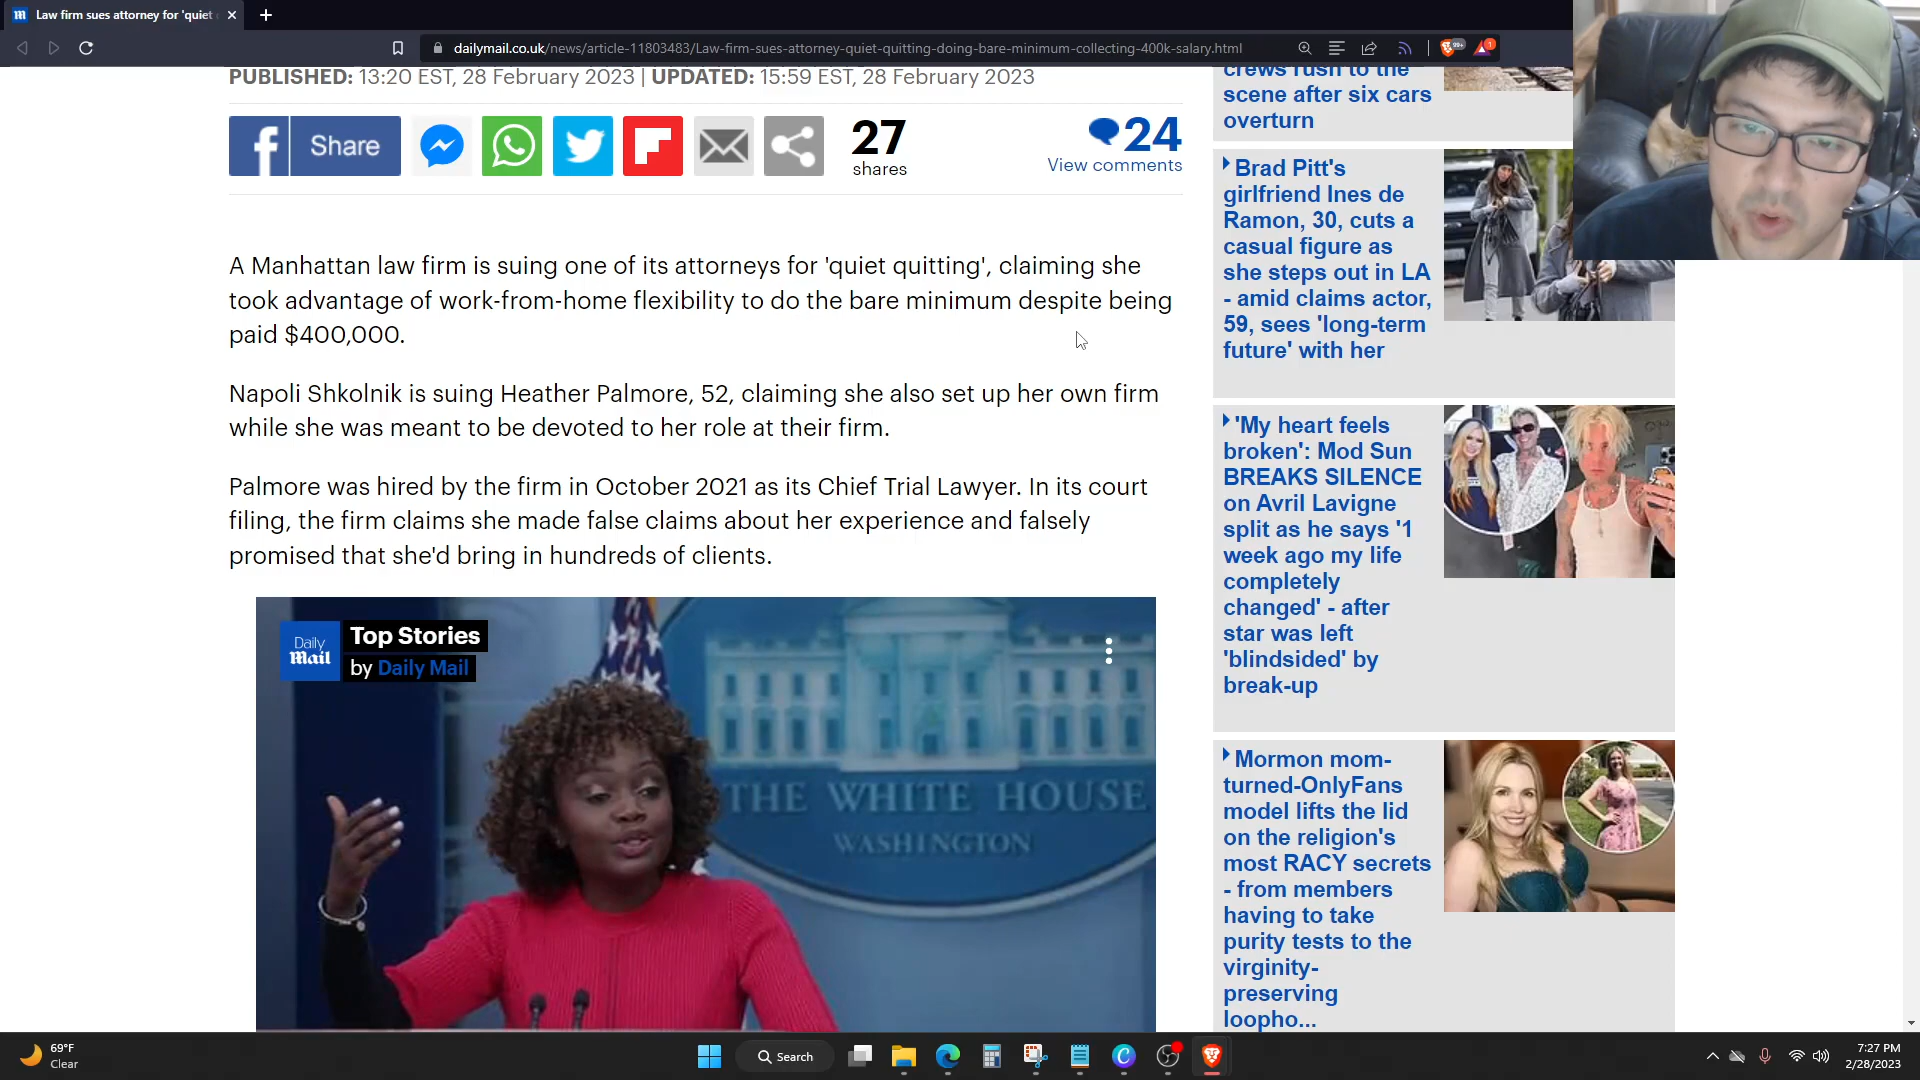 Law firm sues attorney for 'quiet
dailymail.co.uk/news/article-11803483/Law-firm-sues-attorney-quiet-quitting-doing-bare-minimum-collecting-400k-salary.html
99+
1
PUBLISHED: 13:20 EST, 28 February 2023 | UPDATED: 15:59 EST, 28 February 2023
Share
27
shares
24
View comments
A Manhattan law firm is suing one of its attorneys for 'quiet quitting', claiming she
took advantage of work-from-home flexibility to do the bare minimum despite being
paid $400,000.
Napoli Shkolnik is suing Heather Palmore, 52, claiming she also set up her own firm
while she was meant to be devoted to her role at their firm.
Palmore was hired by the firm in October 2021 as its Chief Trial Lawyer. In its court
filing, the firm claims she made false claims about her experience and falsely
promised that she'd bring in hundreds of clients.
Daily
Mail
Top Stories
by Daily Mail
THE WHITE HOUSE
WASHINGTON
crews rush to the
scene after six cars
overturn
Brad Pitt's
girlfriend Ines de
Ramon, 30, cuts a
casual figure as
she steps out in LA
- amid claims actor,
59, sees 'long-term
future' with her
'My heart feels
broken': Mod Sun
BREAKS SILENCE
on Avril Lavigne
split as he says '1
week ago my life
completely
changed' - after
star was left
'blindsided' by
break-up
Mormon mom-
turned-OnlyFans
model lifts the lid
on the religion's
most RACY secrets
- from members
having to take
purity tests to the
virginity-
preserving
loopho...
69°F
Clear
Search
7:27 PM
2/28/2023